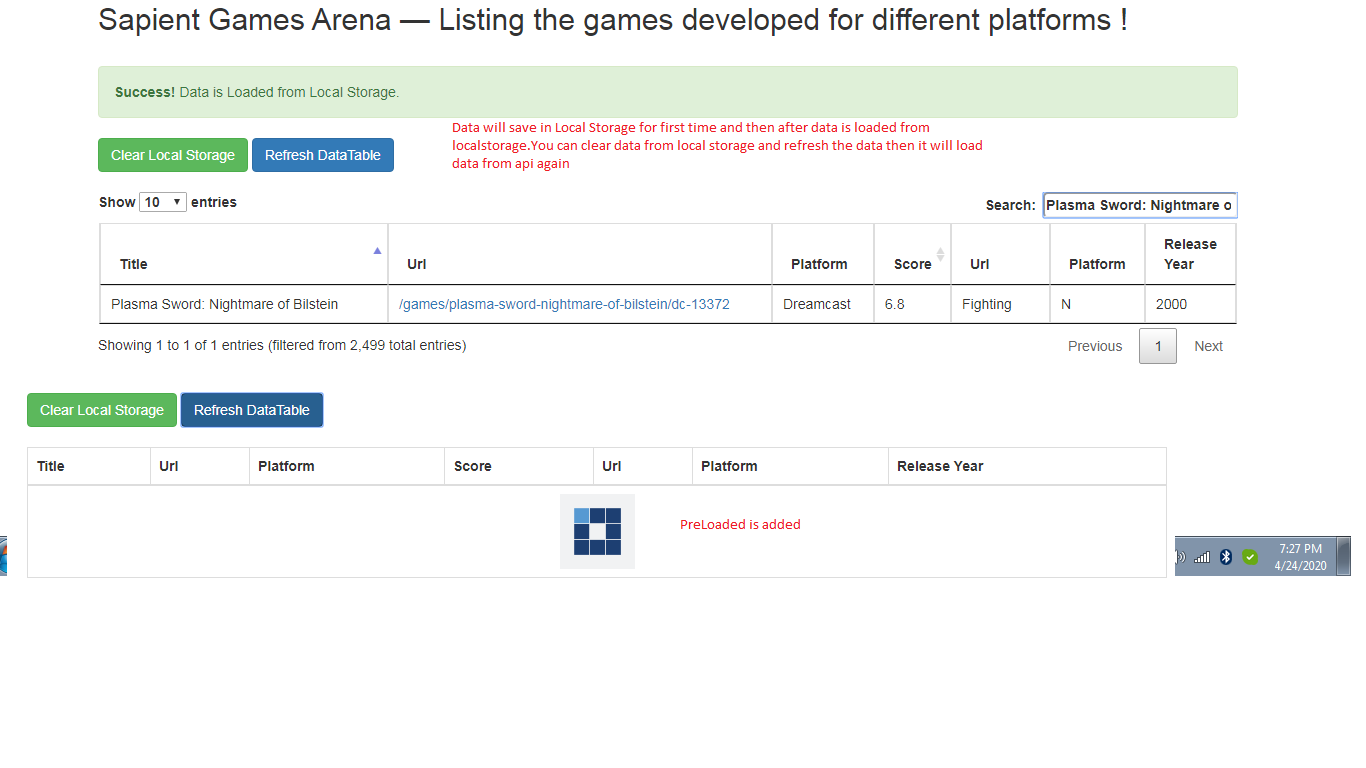 Sapient Games Arena — Listing the games developed for different platforms !
Success! Data is Loaded from Local Storage.
Data will save in Local Storage for first time and then after data is loaded from
localstorage.You can clear data from local storage and refresh the data then it will load
data from api again
Clear Local Storage Refresh DataTable
Show 10 entries Search: Plasma Sword: Nightmare o
Title Url Platform Score Url Platform Release
Year
Plasma Sword: Nightmare of Bilstein /games/plasma-sword-nightmare-of-bilstein/dc-13372 Dreamcast 6.8 Fighting N 2000
Showing 1 to 1 of 1 entries (filtered from 2,499 total entries) Previous 1 Next
Clear Local Storage Refresh DataTable
Title Url Platform Score Url Platform Release Year
PreLoaded is added
7:27 PM
4/24/2020